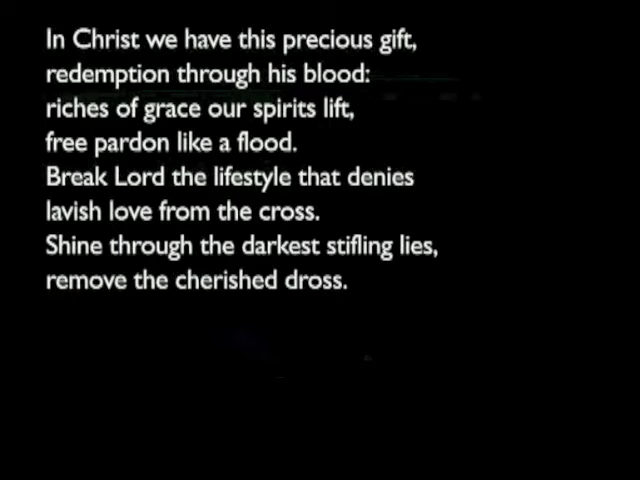 In Christ we have this precious gift,
redemption through his blood:
riches of grace our spirits lift,
free pardon like a flood.
Break Lord the lifestyle that denies
lavish love from the cross.
Shine through the darkest stifling lies,
remove the cherished dross.